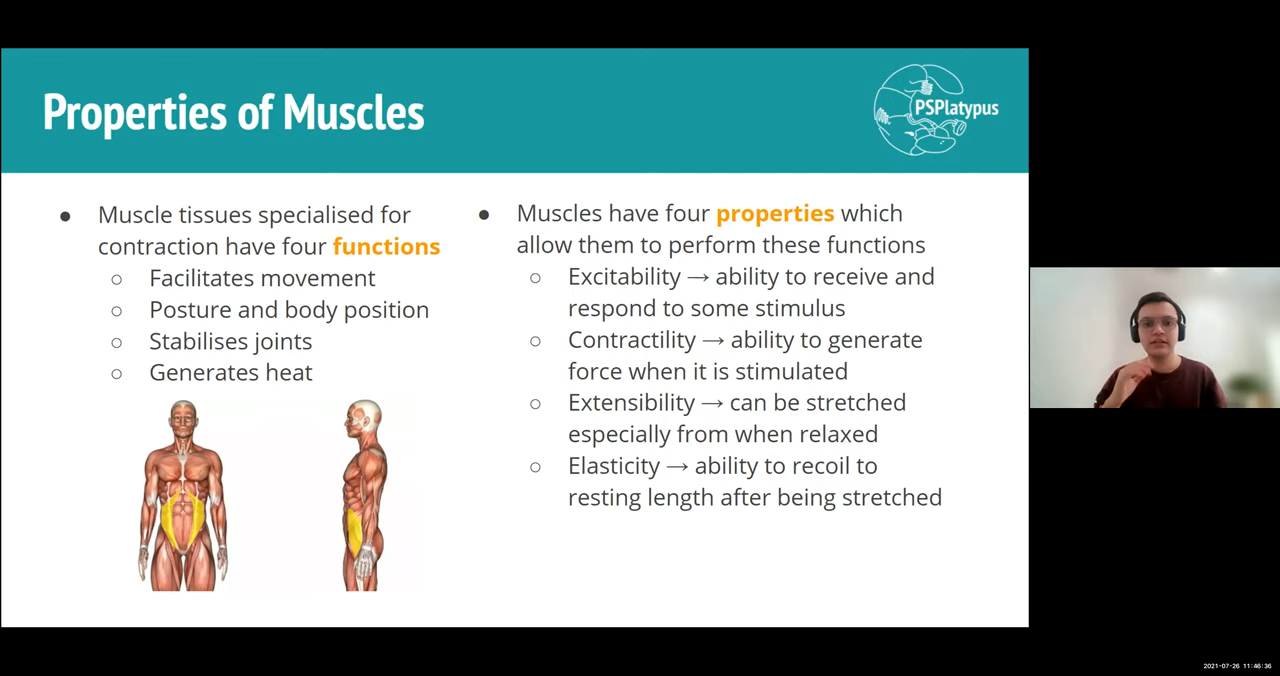 Properties of Muscles
PSPlatypus
● Muscle tissues specialised for
contraction have four functions
○ Facilitates movement
○ Posture and body position
○ Stabilises joints
○ Generates heat
● Muscles have four properties which
allow them to perform these functions
○ Excitability → ability to receive and
respond to some stimulus
○ Contractility → ability to generate
force when it is stimulated
○ Extensibility → can be stretched
especially from when relaxed
○ Elasticity → ability to recoil to
resting length after being stretched
2021-07-26 11:46:36